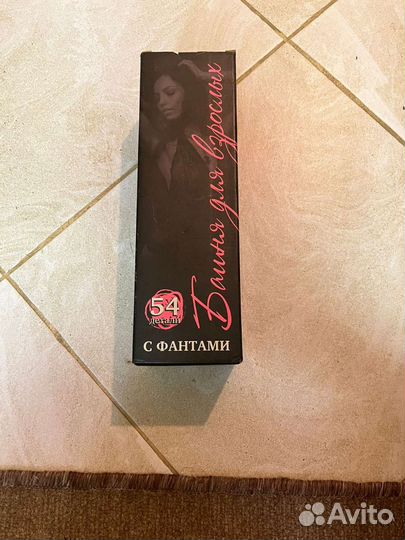 Башня для взрослых
54
детали
С ФАНТАМИ
Avito